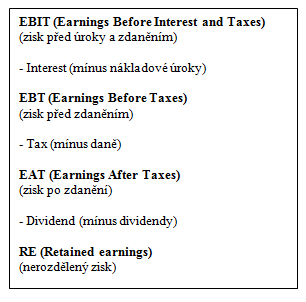 EBIT (Earnings Before Interest and Taxes)
(zisk před úroky a zdaněním)
- Interest (mínus nákladové úroky)
EBT (Earnings Before Taxes)
(zisk před zdaněním)
- Tax (mínus daně)
EAT (Earnings After Taxes)
(zisk po zdanění)
- Dividend (mínus dividendy)
RE (Retained earnings)
(nerozdělený zisk)